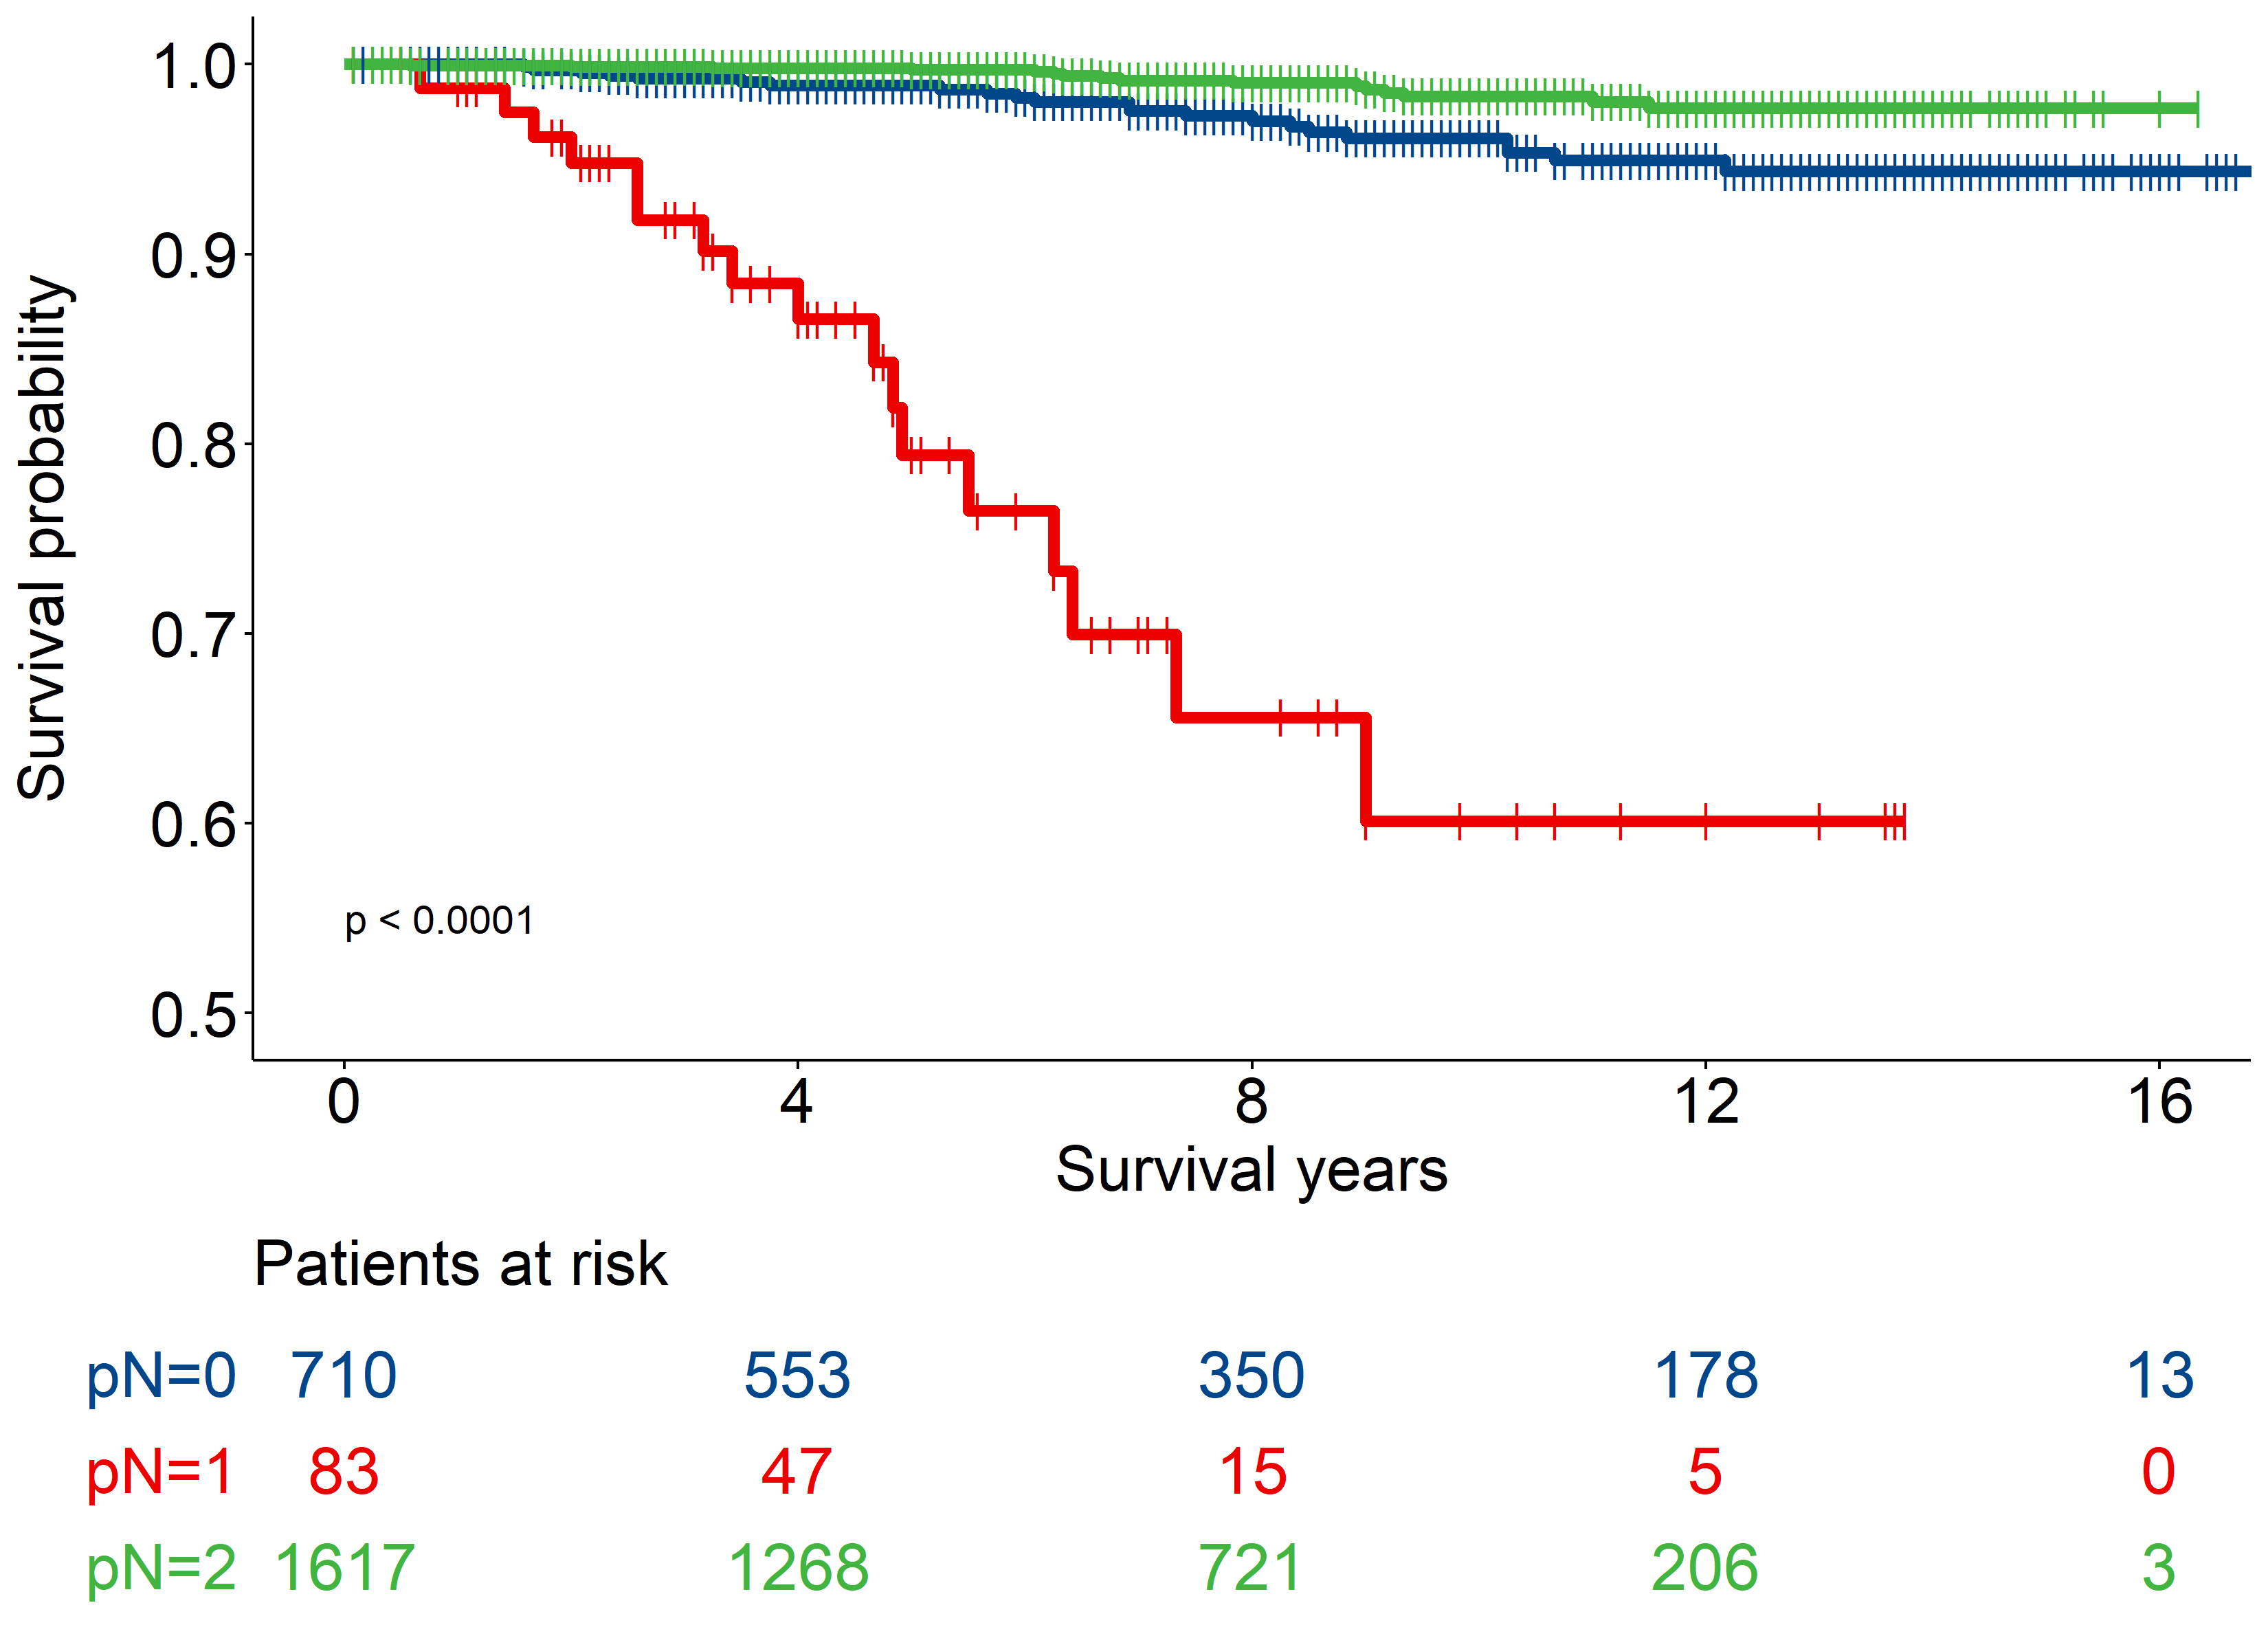 Survival probability
1.0
0.9
0.8
0.7
0.6
0.5
p < 0.0001
0 4 8 12 16
Survival years
Patients at risk
pN=0 710 553 350 178 13
pN=1 83 47 15 5 0
pN=2 1617 1268 721 206 3